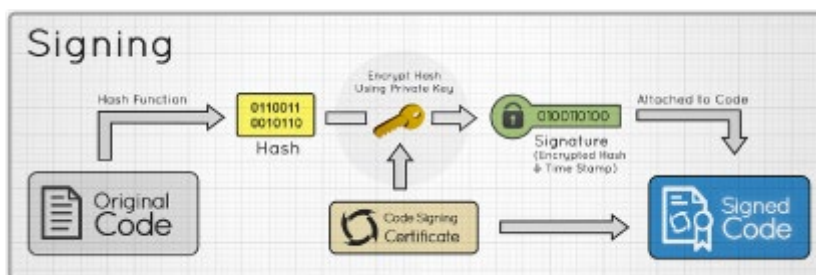 Signing
Hash Function
0110011
0010110
Hash
Encrypt Hash
Using Private Key
0100110100
Signature
(Encrypted Hash
& Time Stamp)
Attached to Code
Original
Code
Code Signing
Certificate
Signed
Code